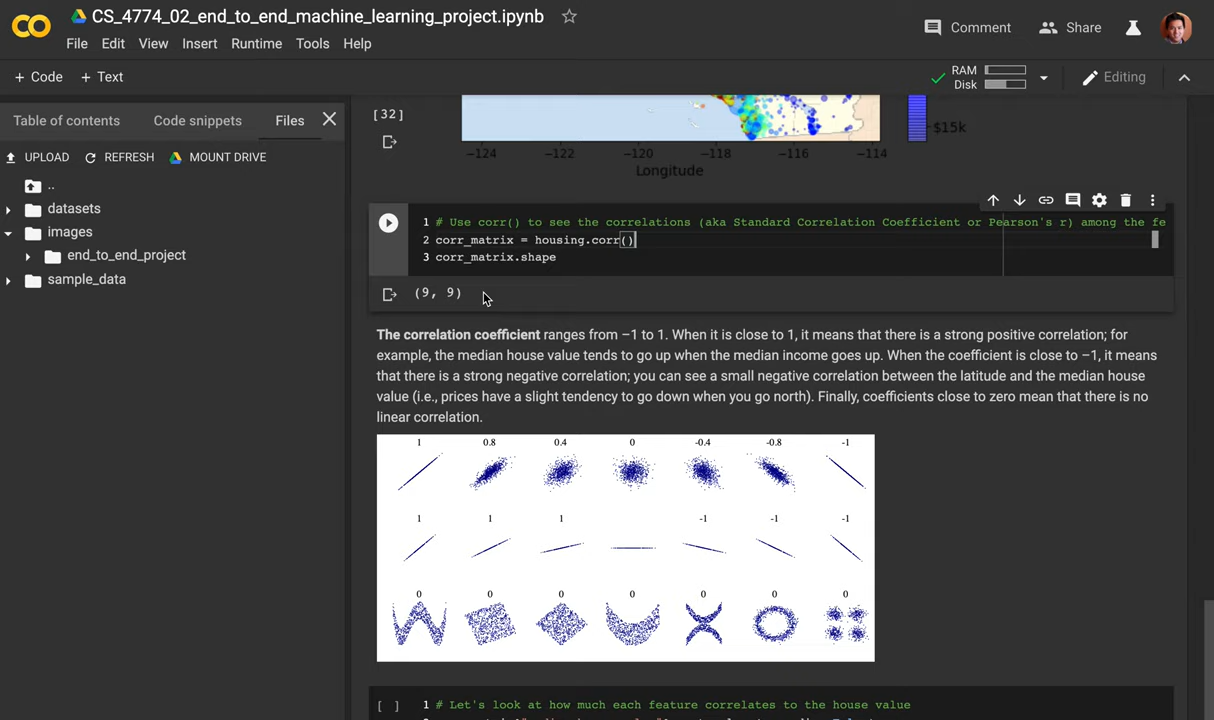 CS_4774_02_end_to_end_machine_learning_project.ipynb
File Edit View Insert Runtime Tools Help
Comment
Share
+ Code + Text
RAM
Disk
Editing
Table of contents Code snippets Files
UPLOAD REFRESH MOUNT DRIVE
..
datasets
images
end_to_end_project
sample_data
[32]
$15k
−124 −122 −120 −118 −116 −114
Longitude
1 # Use corr() to see the correlations (aka Standard Correlation Coefficient or Pearson's r) among the fe
2 corr_matrix = housing.corr()
3 corr_matrix.shape
(9, 9)
The correlation coefficient ranges from −1 to 1. When it is close to 1, it means that there is a strong positive correlation; for
example, the median house value tends to go up when the median income goes up. When the coefficient is close to −1, it means
that there is a strong negative correlation; you can see a small negative correlation between the latitude and the median house
value (i.e., prices have a slight tendency to go down when you go north). Finally, coefficients close to zero mean that there is no
linear correlation.
1 0.8 0.4 0 -0.4 -0.8 -1
1 1 1 -1 -1 -1
0 0 0 0 0 0 0
[ ] 1 # Let's look at how much each feature correlates to the house value